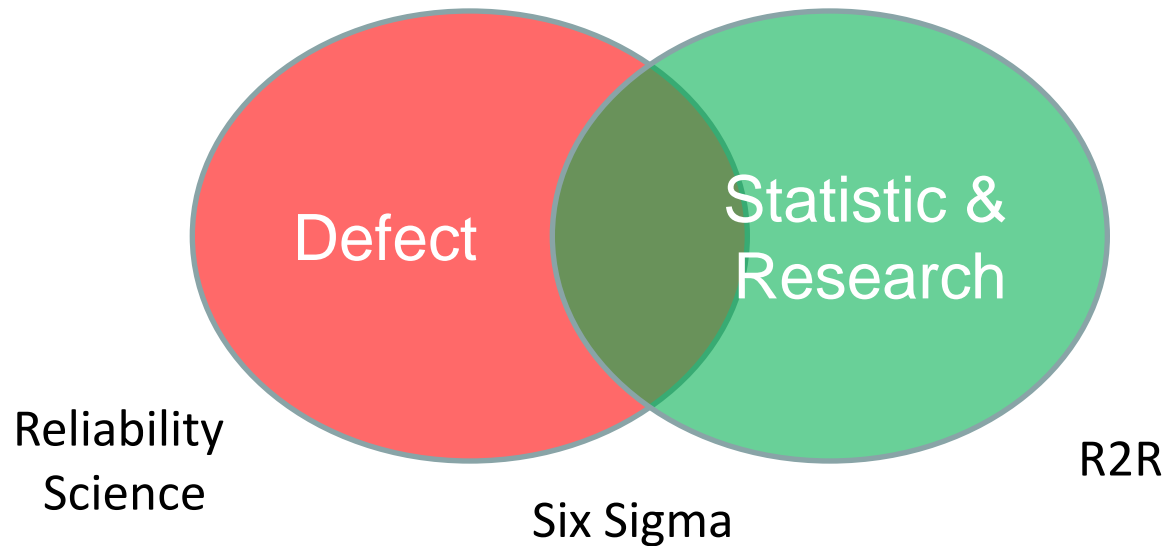 Defect
Statistic &
Research
Reliability
Science
Six Sigma
R2R